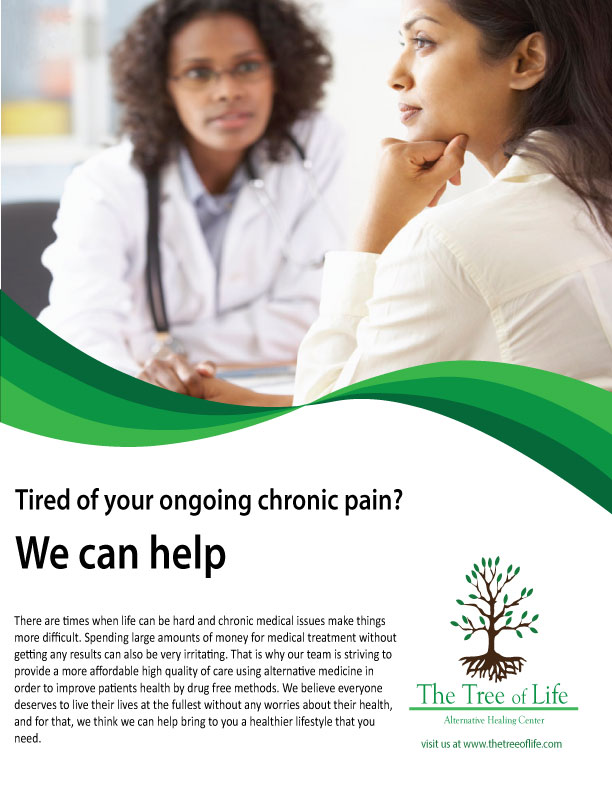 Tired of your ongoing chronic pain?
We can help
There are times when life can be hard and chronic medical issues make things
more difficult. Spending large amounts of money for medical treatment without
getting any results can also be very irritating. That is why our team is striving to
provide a more affordable high quality of care using alternative medicine in
order to improve patients health by drug free methods. We believe everyone
deserves to live their lives at the fullest without any worries about their health,
and for that, we think we can help bring to you a healthier lifestyle that you
need.
The Tree of Life
Alternative Healing Center
visit us at www.thetreeoflife.com